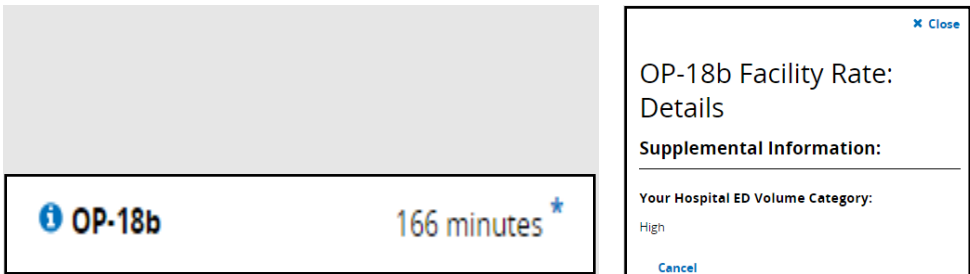 OP-18b 166 minutes *
Close
OP-18b Facility Rate:
Details
Supplemental Information:
Your Hospital ED Volume Category:
High
Cancel